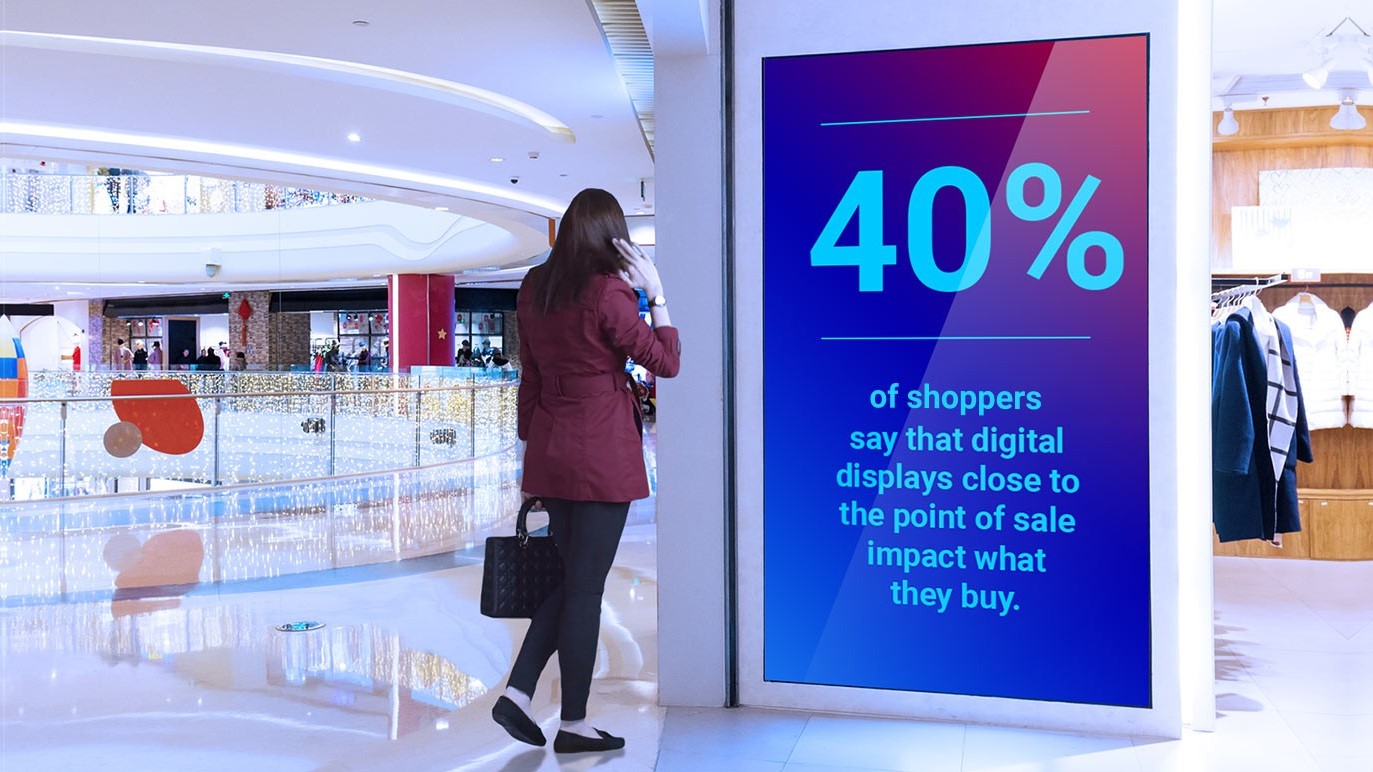 40%
of shoppers
say that digital
displays close to
the point of sale
impact what
they buy.